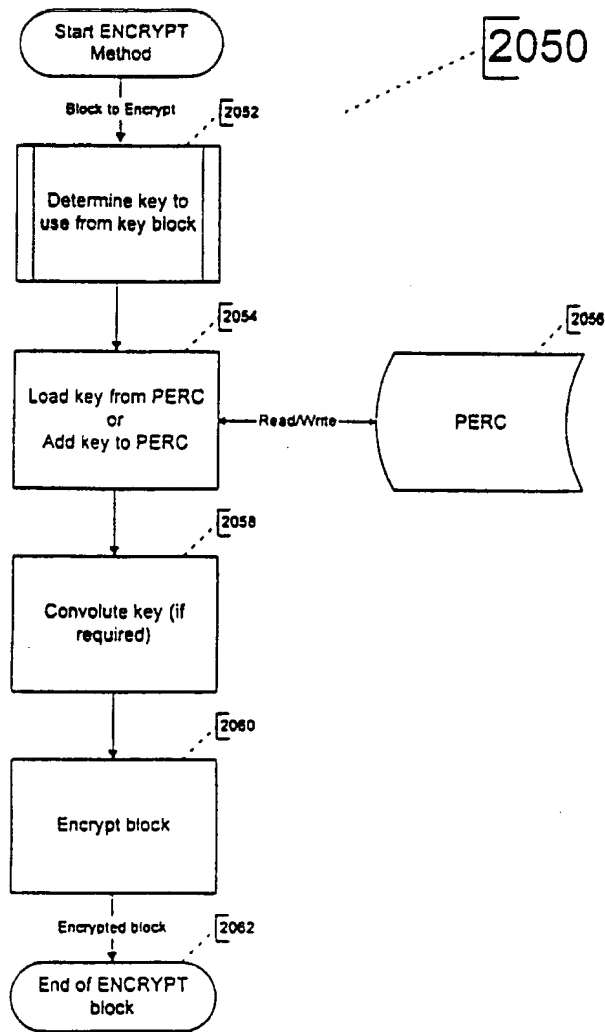 Start ENCRYPT
Method
2050
Block to Encrypt
2052
Determine key to
use from key block
2054
2056
Load key from PERC
or
Add key to PERC
Read/Write
PERC
2058
Convolute key (if
required)
2060
Encrypt block
Encrypted block
2062
End of ENCRYPT
block